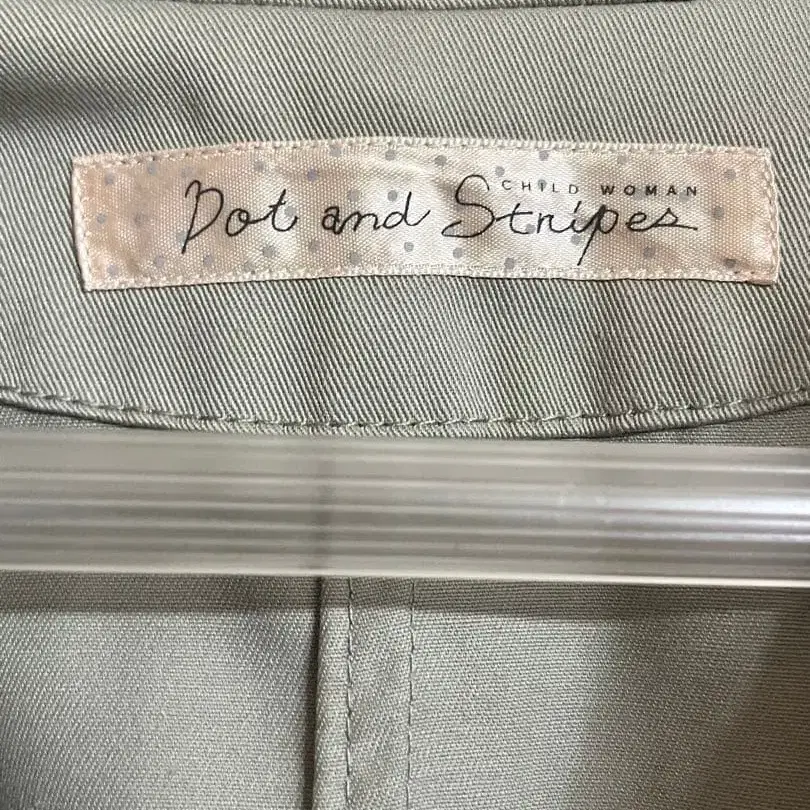 CHILD WOMAN
Dot and Stripes